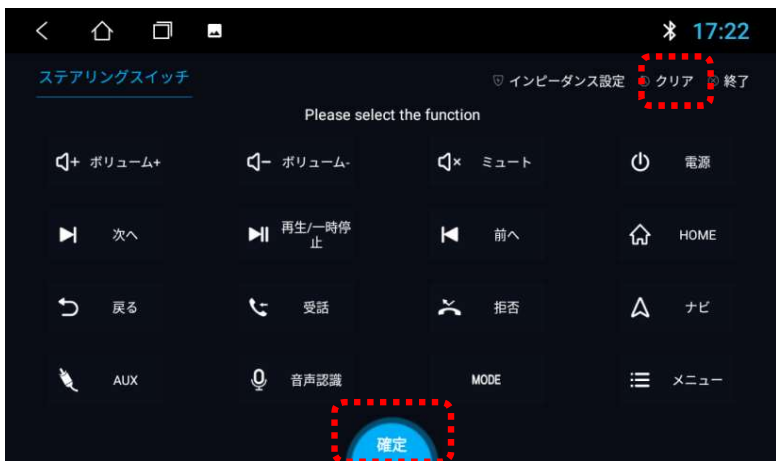 17:22
ステアリングスイッチ
インピーダンス設定
クリア
終了
Please select the function
ボリューム+
ボリューム-
ミュート
電源
次へ
再生/一時停
止
前へ
HOME
戻る
受話
拒否
ナビ
AUX
音声認識
MODE
メニュー
確定